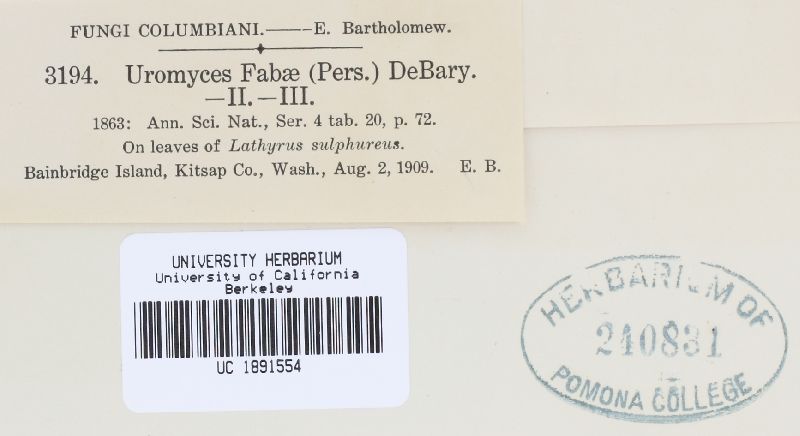 FUNGI COLUMBIANI.——E. Bartholomew.
3194. Uromyces Fabæ (Pers.) DeBary.
—II.—III.
1863: Ann. Sci. Nat., Ser. 4 tab. 20, p. 72.
On leaves of Lathyrus sulphureus.
Bainbridge Island, Kitsap Co., Wash., Aug. 2, 1909. E. B.
UNIVERSITY HERBARIUM
University of California
Berkeley
UC 1891554
HERBARIUM OF
240831
POMONA COLLEGE